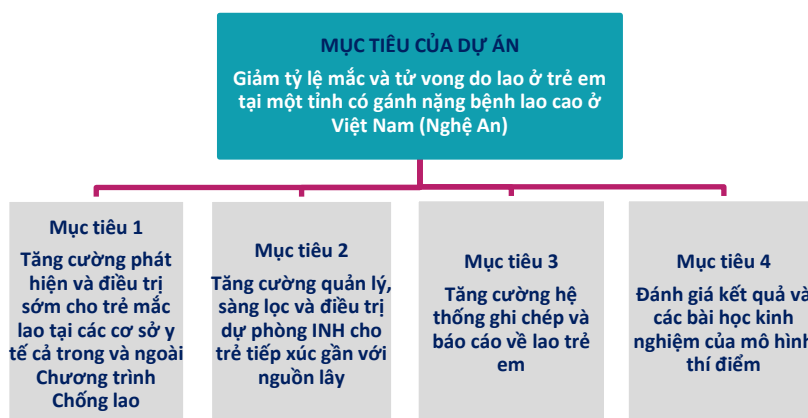 MỤC TIÊU CỦA DỰ ÁN
Giảm tỷ lệ mắc và tử vong do lao ở trẻ em
tại một tỉnh có gánh nặng bệnh lao cao ở
Việt Nam (Nghệ An)
Mục tiêu 1
Tăng cường phát
hiện và điều trị
sớm cho trẻ mắc
lao tại các cơ sở y
tế cả trong và ngoài
Chương trình
Chống lao
Mục tiêu 2
Tăng cường quản lý,
sàng lọc và điều trị
dự phòng INH cho
trẻ tiếp xúc gần với
nguồn lây
Mục tiêu 3
Tăng cường hệ
thống ghi chép và
báo cáo về lao trẻ
em
Mục tiêu 4
Đánh giá kết quả và
các bài học kinh
nghiệm của mô hình
thí điểm